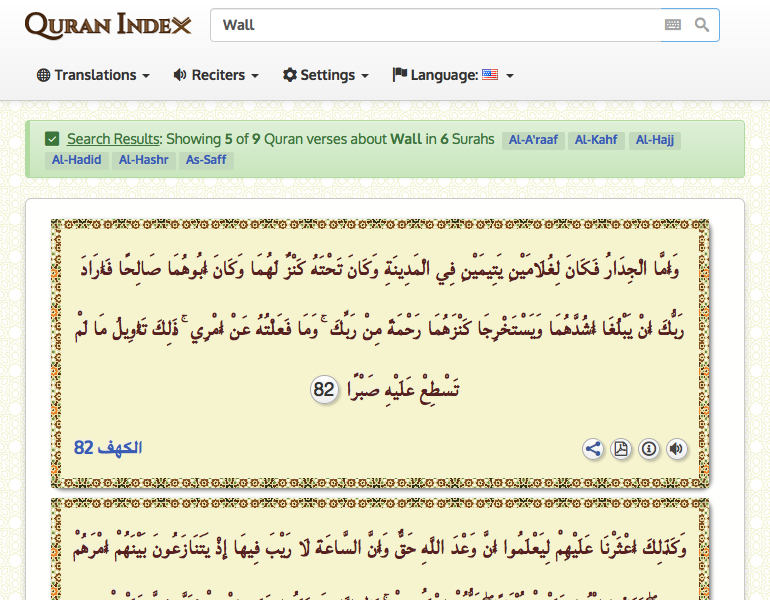 QURAN INDEX
Wall
Translations Reciters Settings Language:
Search Results: Showing 5 of 9 Quran verses about Wall in 6 Surahs Al-A'raaf Al-Kahf Al-Hajj
Al-Hadid Al-Hashr As-Saff
وَأَمَّا الْجِدَارُ فَكَانَ لِغُلَامَيْنِ يَتِيمَيْنِ فِي الْمَدِينَةِ وَكَانَ تَحْتَهُ كَنْزٌ لَهُمَا وَكَانَ أَبُوهُمَا صَالِحًا فَأَرَادَ
رَبُّكَ أَنْ يَبْلُغَا أَشُدَّهُمَا وَيَسْتَخْرِجَا كَنْزَهُمَا رَحْمَةً مِنْ رَبِّكَ ۚ وَمَا فَعَلْتُهُ عَنْ أَمْرِي ۚ ذَٰلِكَ تَأْوِيلُ مَا لَمْ
تَسْطِعْ عَلَيْهِ صَبْرًا 82
الكهف 82
وَكَذَٰلِكَ أَعْثَرْنَا عَلَيْهِمْ لِيَعْلَمُوا أَنَّ وَعْدَ اللَّهِ حَقٌّ وَأَنَّ السَّاعَةَ لَا رَيْبَ فِيهَا إِذْ يَتَنَازَعُونَ بَيْنَهُمْ أَمْرَهُمْ